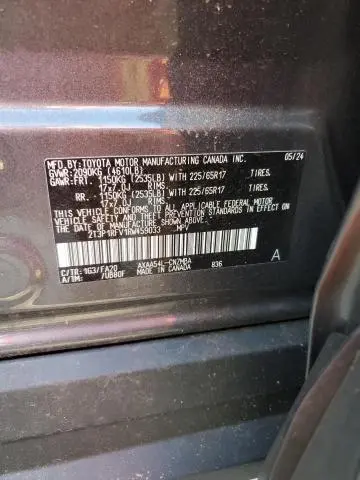 MFD.BY:TOYOTA MOTOR MANUFACTURING CANADA INC. 05/24
GVWR: 2090KG (4610LB)
GAWR:FRT. 1150KG (2535LB) WITH 225/65R17 TIRES.
17x7.0J RIMS.
RR. 1150KG (2535LB) WITH 225/65R17 TIRES.
17x7.0J RIMS.
THIS VEHICLE CONFORMS TO ALL APPLICABLE FEDERAL MOTOR
VEHICLE SAFETY AND THEFT PREVENTION STANDARDS IN EFFECT ON
THE DATE OF MANUFACTURE SHOWN ABOVE.
2T3P1RFV1RW459033 MPV
C/TR: 1G3/FA20 AXAA54L-CNZMBA 836
A/TM: /UB80F MADE IN CANADA
A